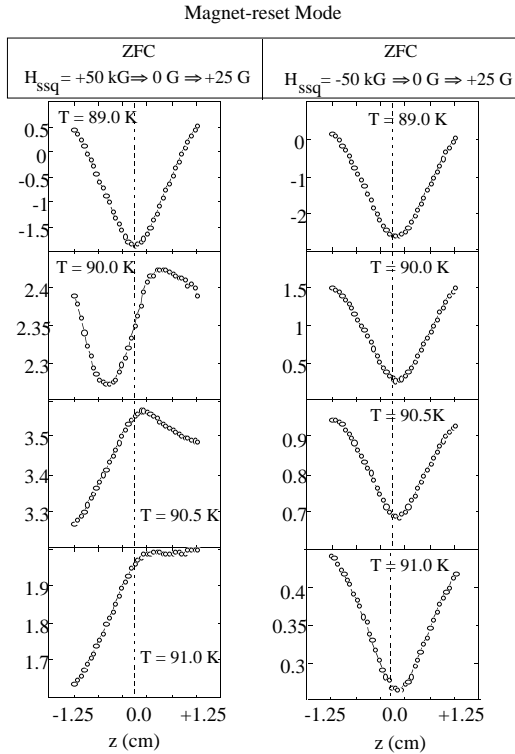 Magnet-reset Mode
ZFC
H_ssq = +50 kG ⇒ 0 G ⇒ +25 G
ZFC
H_ssq = -50 kG ⇒ 0 G ⇒ +25 G
T = 89.0 K
0.5
0
-0.5
-1
-1.5
T = 90.0 K
2.4
2.35
2.3
3.5
3.4
3.3
T = 90.5 K
1.9
1.8
1.7
T = 91.0 K
-1.25
0.0
+1.25
z (cm)
T = 89.0 K
0
-1
-2
T = 90.0 K
1.5
1
0.5
T = 90.5K
0.9
0.8
0.7
T = 91.0 K
0.4
0.35
0.3
-1.25
0.0
+1.25
z (cm)